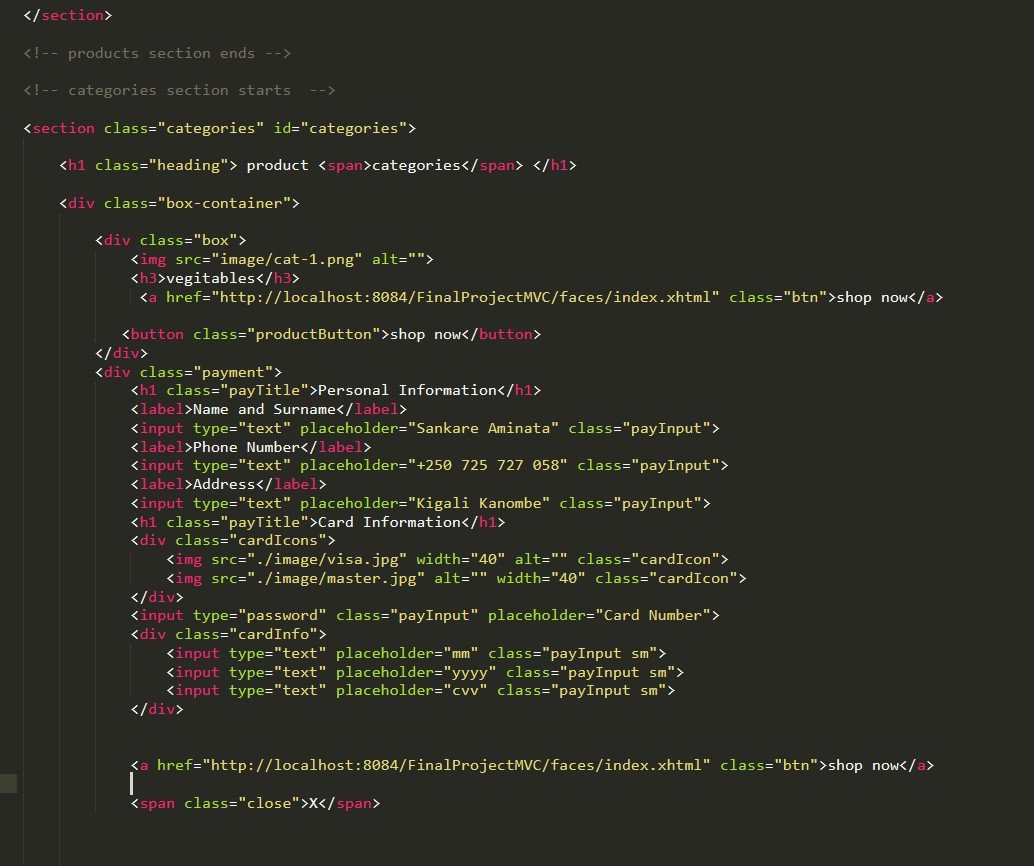 </section>
<!-- products section ends -->
<!-- categories section starts  -->
<section class="categories" id="categories">
<h1 class="heading"> product <span>categories</span> </h1>
<div class="box-container">
<div class="box">
<img src="image/cat-1.png" alt="">
<h3>vegitables</h3>
<a href="http://localhost:8084/FinalProjectMVC/faces/index.xhtml" class="btn">shop now</a>
<button class="productButton">shop now</button>
</div>
<div class="payment">
<h1 class="payTitle">Personal Information</h1>
<label>Name and Surname</label>
<input type="text" placeholder="Sankare Aminata" class="payInput">
<label>Phone Number</label>
<input type="text" placeholder="+250 725 727 058" class="payInput">
<label>Address</label>
<input type="text" placeholder="Kigali Kanombe" class="payInput">
<h1 class="payTitle">Card Information</h1>
<div class="cardIcons">
<img src="./image/visa.jpg" width="40" alt="" class="cardIcon">
<img src="./image/master.jpg" alt="" width="40" class="cardIcon">
</div>
<input type="password" class="payInput" placeholder="Card Number">
<div class="cardInfo">
<input type="text" placeholder="mm" class="payInput sm">
<input type="text" placeholder="yyyy" class="payInput sm">
<input type="text" placeholder="cvv" class="payInput sm">
</div>
<a href="http://localhost:8084/FinalProjectMVC/faces/index.xhtml" class="btn">shop now</a>
<span class="close">X</span>